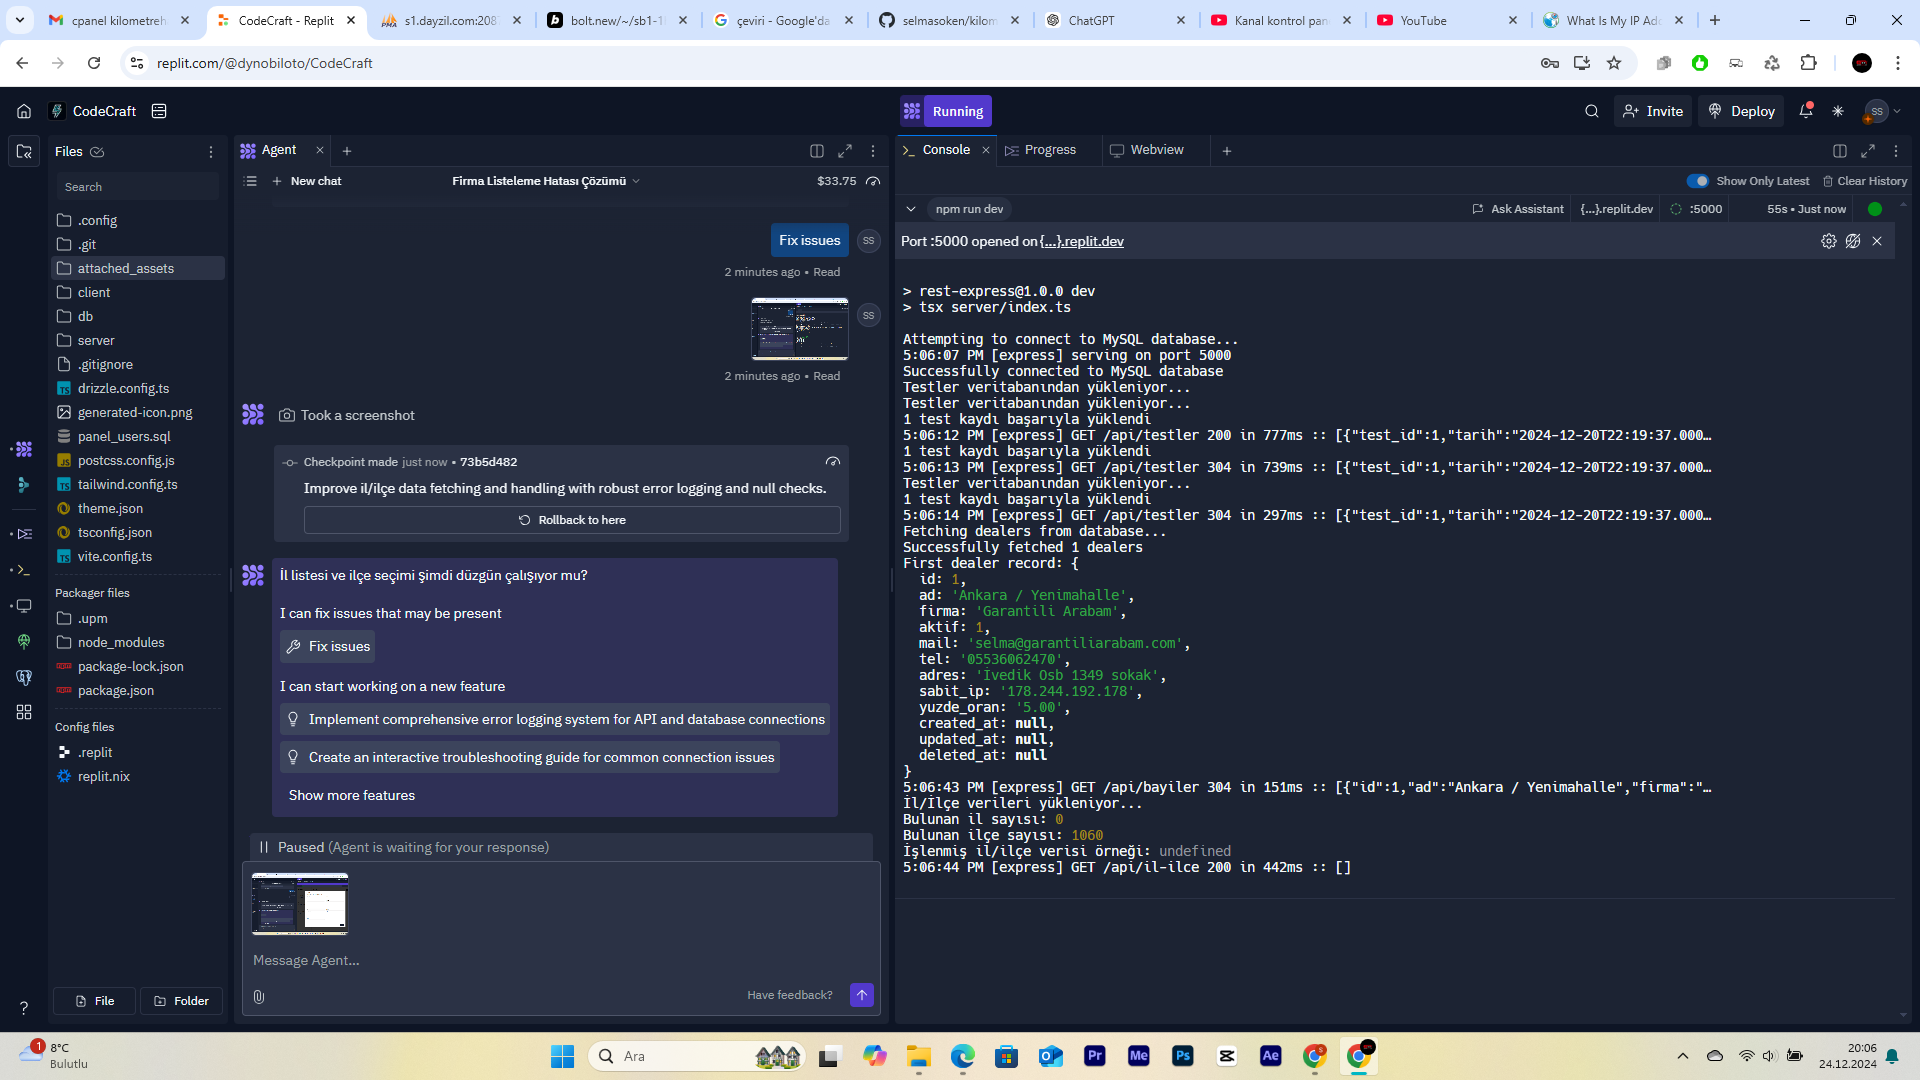 cpanel kilometreh
CodeCraft - Replit
s1.dayzil.com:208
bolt.new/~/sb1-1
çeviri - Google'da
selmasoken/kilom
ChatGPT
Kanal kontrol pan
YouTube
What Is My IP Add
replit.com/@dynobiloto/CodeCraft
CodeCraft
Running
Invite
Deploy
SS
Files
Search
.config
.git
attached_assets
client
db
server
.gitignore
drizzle.config.ts
generated-icon.png
panel_users.sql
postcss.config.js
tailwind.config.ts
theme.json
tsconfig.json
vite.config.ts
Packager files
.upm
node_modules
package-lock.json
package.json
Config files
.replit
replit.nix
File
Folder
Agent
New chat
Firma Listeleme Hatası Çözümü
$33.75
Fix issues
SS
2 minutes ago • Read
SS
2 minutes ago • Read
Took a screenshot
Checkpoint made just now • 73b5d482
Improve il/ilçe data fetching and handling with robust error logging and null checks.
Rollback to here
İl listesi ve ilçe seçimi şimdi düzgün çalışıyor mu?
I can fix issues that may be present
Fix issues
I can start working on a new feature
Implement comprehensive error logging system for API and database connections
Create an interactive troubleshooting guide for common connection issues
Show more features
Paused (Agent is waiting for your response)
Message Agent...
Have feedback?
Console
Progress
Webview
Show Only Latest
Clear History
npm run dev
Ask Assistant
{...}.replit.dev
:5000
55s • Just now
Port :5000 opened on {...}.replit.dev
> rest-express@1.0.0 dev
> tsx server/index.ts
Attempting to connect to MySQL database...
5:06:07 PM [express] serving on port 5000
Successfully connected to MySQL database
Testler veritabanından yükleniyor...
Testler veritabanından yükleniyor...
1 test kaydı başarıyla yüklendi
5:06:12 PM [express] GET /api/testler 200 in 777ms :: [{"test_id":1,"tarih":"2024-12-20T22:19:37.000…
1 test kaydı başarıyla yüklendi
5:06:13 PM [express] GET /api/testler 304 in 739ms :: [{"test_id":1,"tarih":"2024-12-20T22:19:37.000…
Testler veritabanından yükleniyor...
1 test kaydı başarıyla yüklendi
5:06:14 PM [express] GET /api/testler 304 in 297ms :: [{"test_id":1,"tarih":"2024-12-20T22:19:37.000…
Fetching dealers from database...
Successfully fetched 1 dealers
First dealer record: {
id: 1,
ad: 'Ankara / Yenimahalle',
firma: 'Garantili Arabam',
aktif: 1,
mail: 'selma@garantiliarabam.com',
tel: '05536062470',
adres: 'İvedik Osb 1349 sokak',
sabit_ip: '178.244.192.178',
yuzde_oran: '5.00',
created_at: null,
updated_at: null,
deleted_at: null
}
5:06:43 PM [express] GET /api/bayiler 304 in 151ms :: [{"id":1,"ad":"Ankara / Yenimahalle","firma":"…
İl/İlçe verileri yükleniyor...
Bulunan il sayısı: 0
Bulunan ilçe sayısı: 1060
İşlenmiş il/ilçe verisi örneği: undefined
5:06:44 PM [express] GET /api/il-ilce 200 in 442ms :: []
1
8°C
Bulutlu
Ara
20:06
24.12.2024